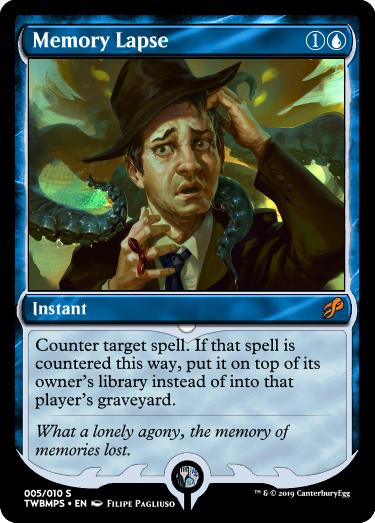 Memory Lapse 1
Instant
Counter target spell. If that spell is
countered this way, put it on top of its
owner's library instead of into that
player's graveyard.
What a lonely agony, the memory of
memories lost.
005/010 S
TWBMPS • EN Filipe Pagliuso
™ & © 2019 CanterburyEgg